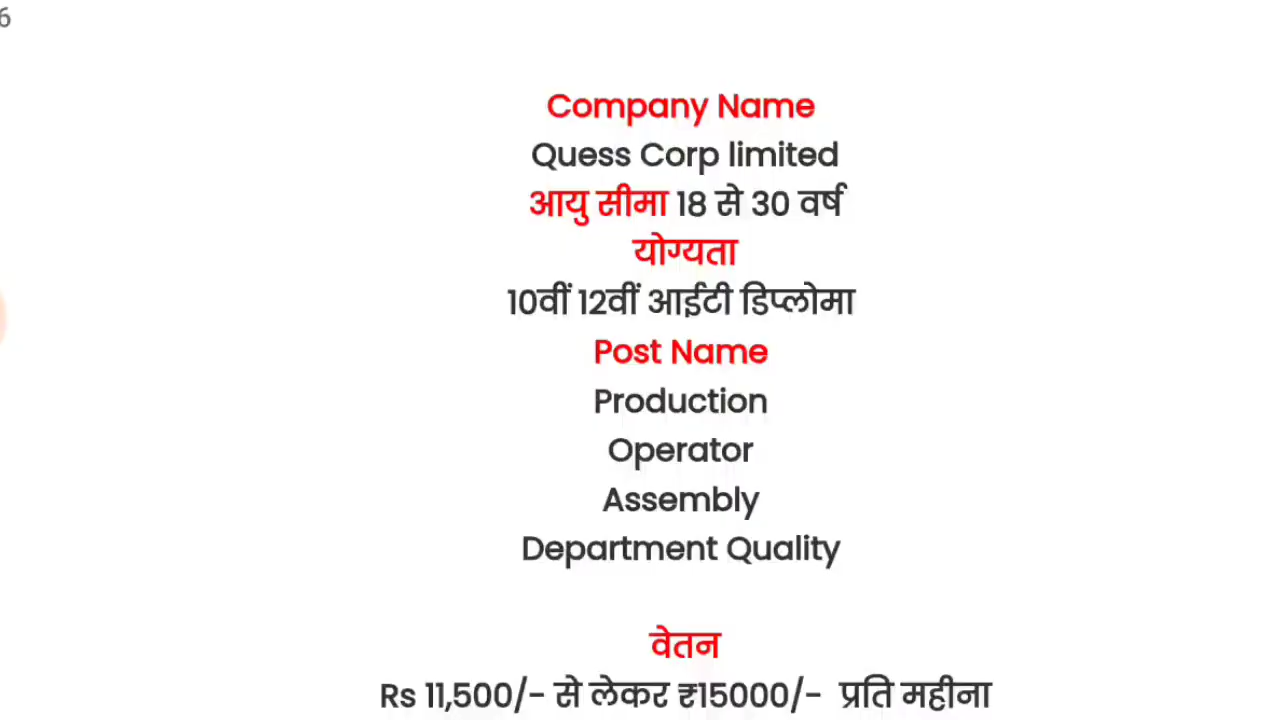 6
Company Name
Quess Corp limited
आयु सीमा 18 से 30 वर्ष
योग्यता
10वीं 12वीं आईटी डिप्लोमा
Post Name
Production
Operator
Assembly
Department Quality
वेतन
Rs 11,500/- से लेकर ₹15000/- प्रति महीना